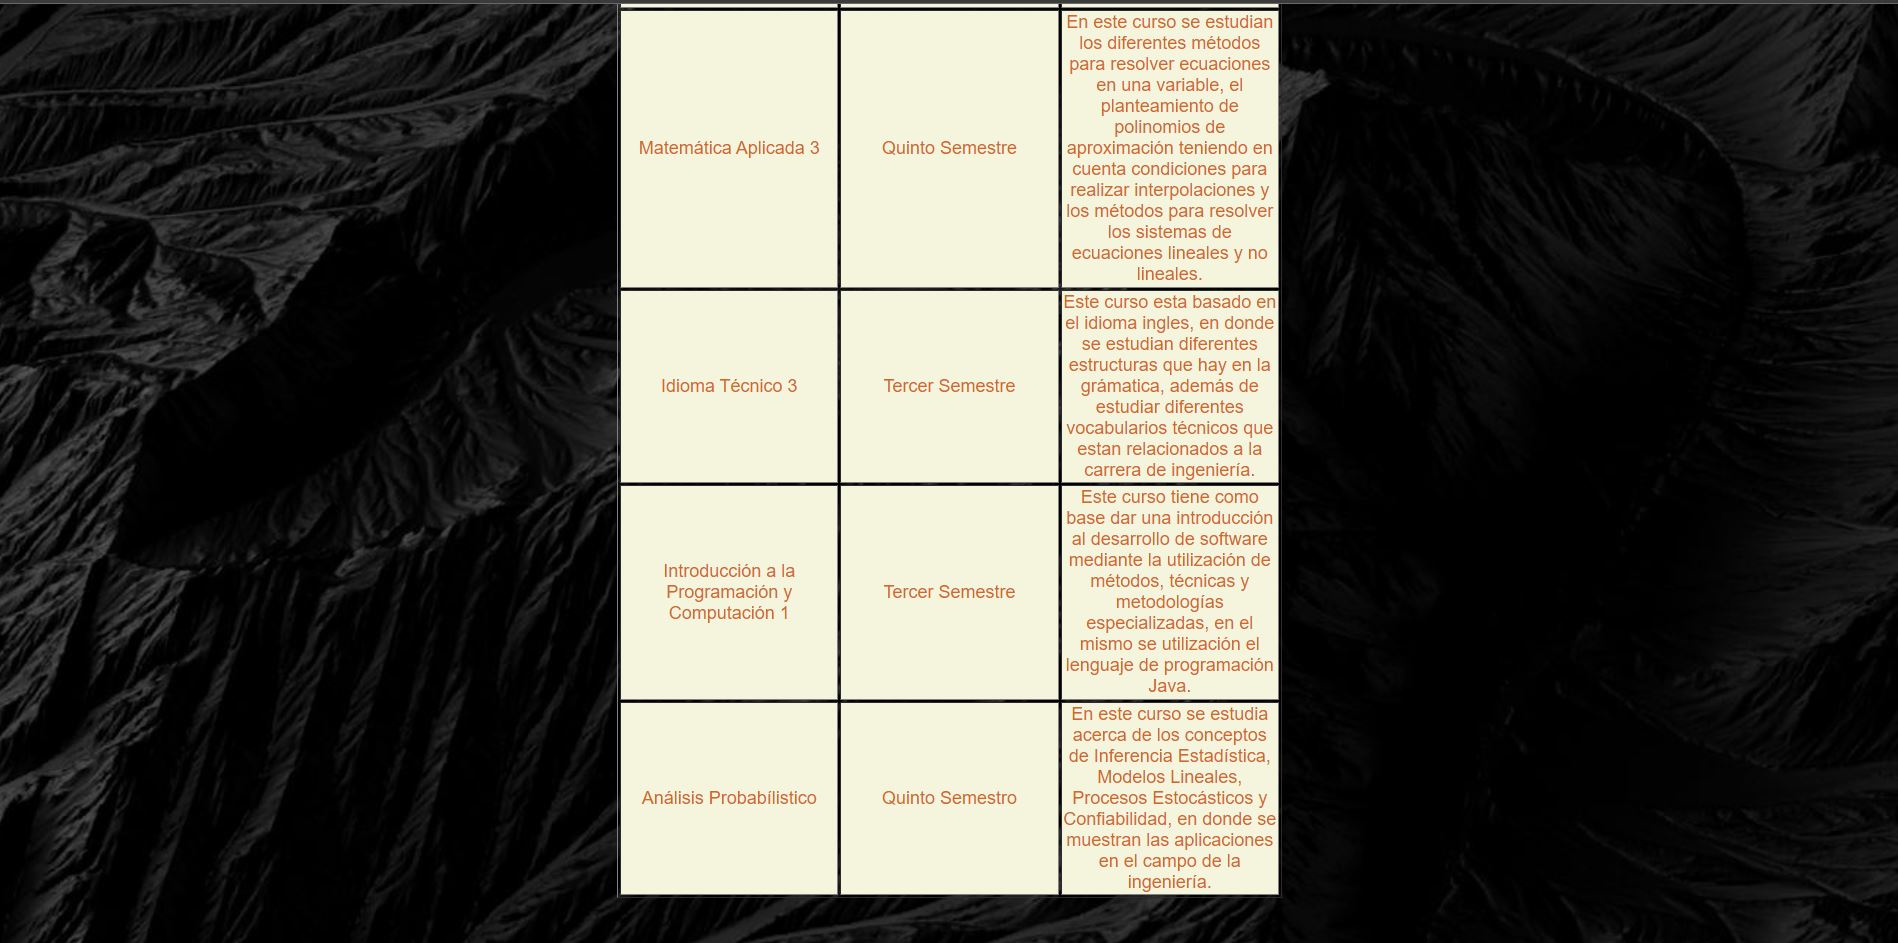 Matemática Aplicada 3
Quinto Semestre
En este curso se estudian
los diferentes métodos
para resolver ecuaciones
en una variable, el
planteamiento de
polinomios de
aproximación teniendo en
cuenta condiciones para
realizar interpolaciones y
los métodos para resolver
los sistemas de
ecuaciones lineales y no
lineales.
Idioma Técnico 3
Tercer Semestre
Este curso esta basado en
el idioma ingles, en donde
se estudian diferentes
estructuras que hay en la
grámatica, además de
estudiar diferentes
vocabularios técnicos que
estan relacionados a la
carrera de ingeniería.
Introducción a la
Programación y
Computación 1
Tercer Semestre
Este curso tiene como
base dar una introducción
al desarrollo de software
mediante la utilización de
métodos, técnicas y
metodologías
especializadas, en el
mismo se utilización el
lenguaje de programación
Java.
Análisis Probabílistico
Quinto Semestro
En este curso se estudia
acerca de los conceptos
de Inferencia Estadística,
Modelos Lineales,
Procesos Estocásticos y
Confiabilidad, en donde se
muestran las aplicaciones
en el campo de la
ingeniería.